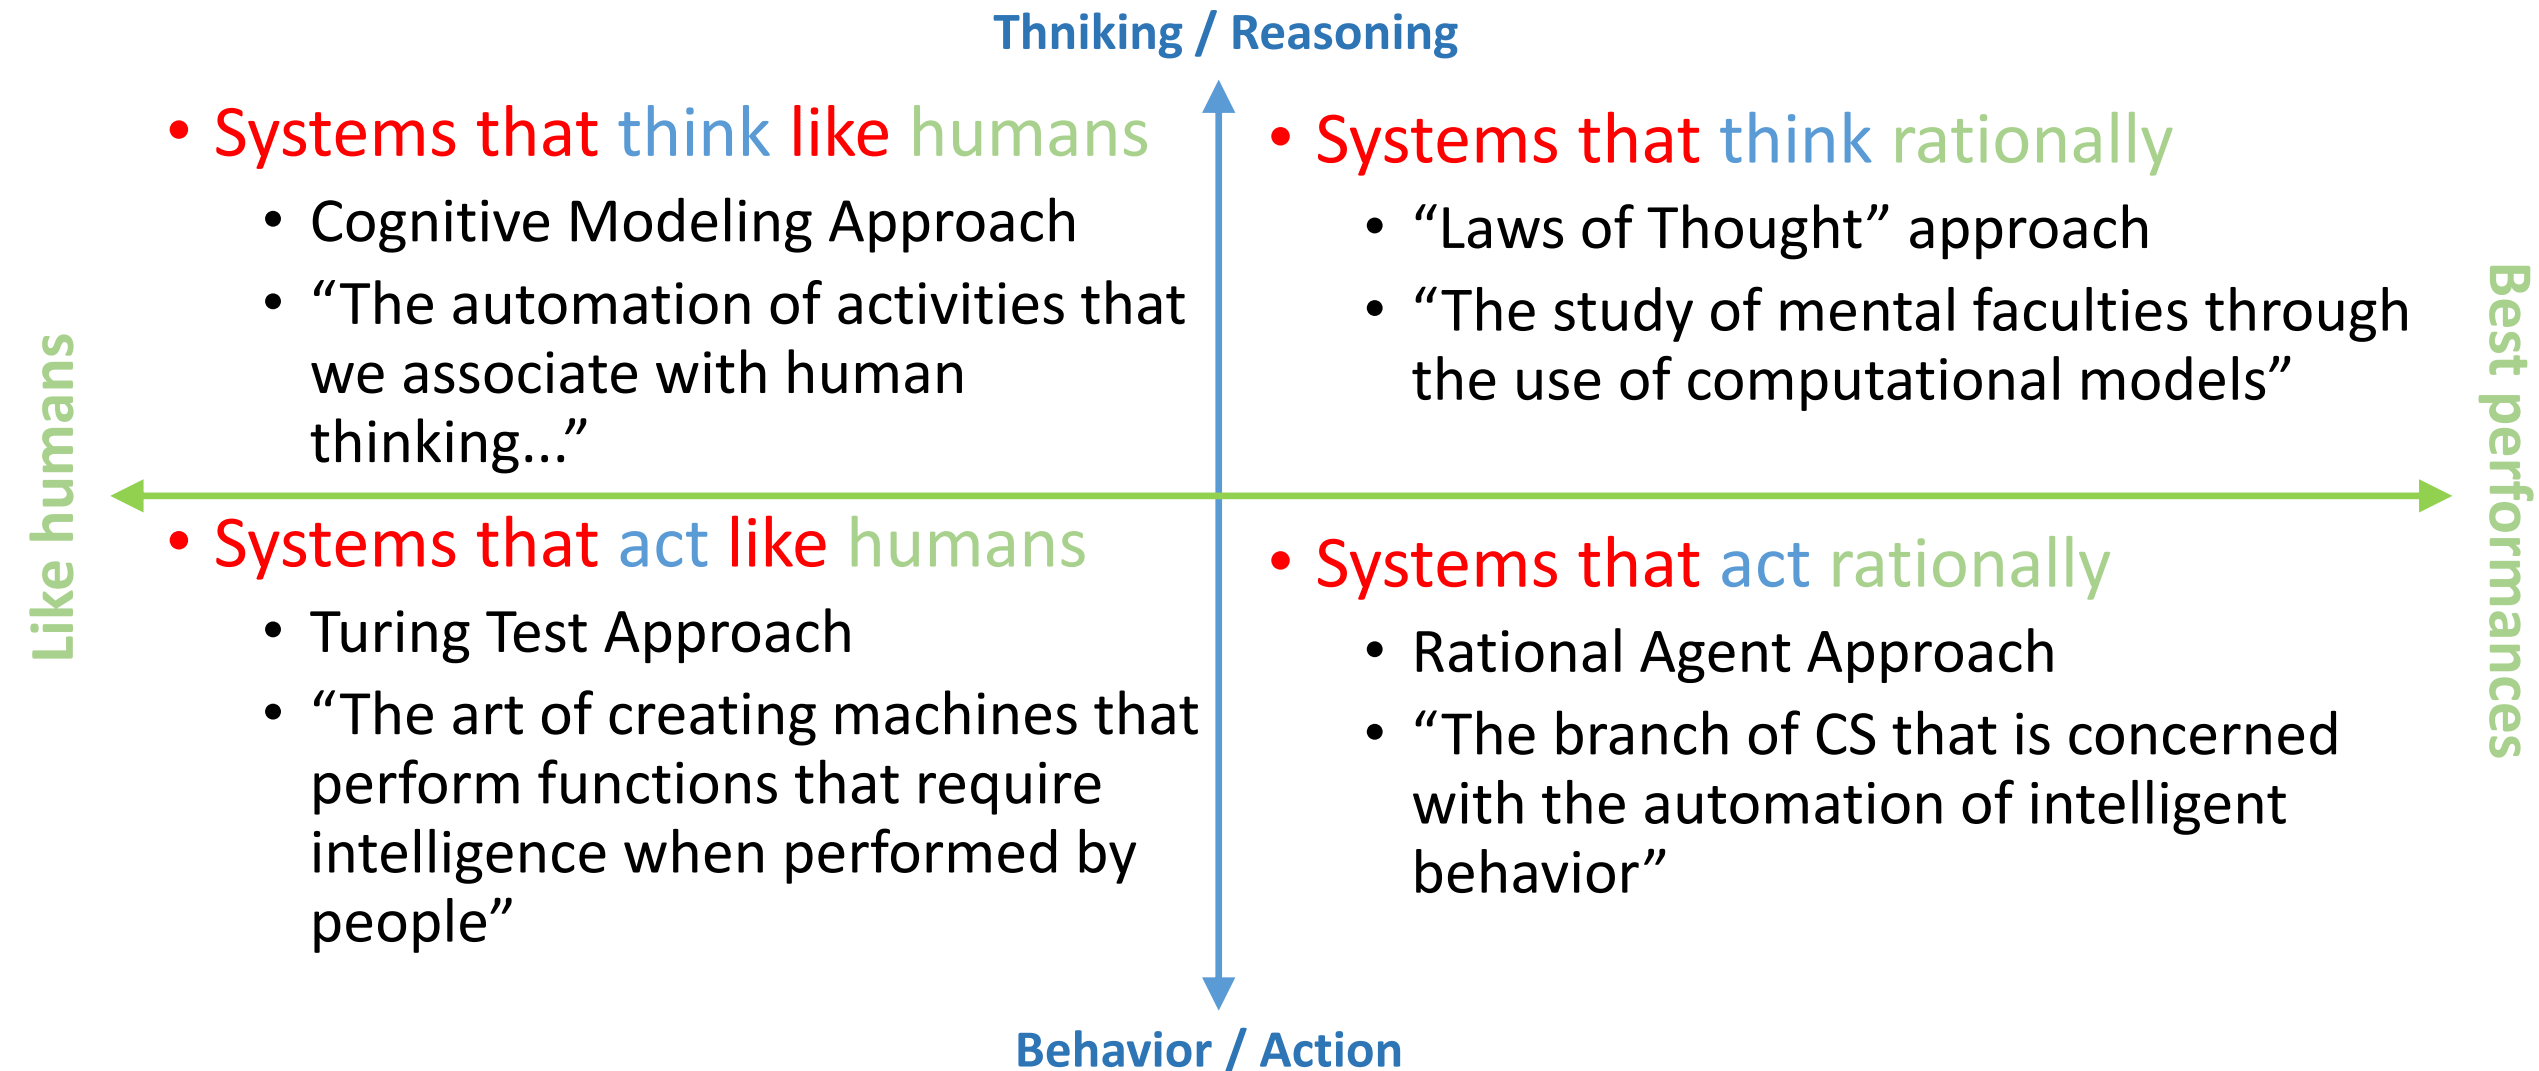 Thniking / Reasoning
• Systems that think like humans
• Cognitive Modeling Approach
• “The automation of activities that
we associate with human
thinking...”
• Systems that think rationally
• “Laws of Thought” approach
• “The study of mental faculties through
the use of computational models”
Like humans
Best performances
• Systems that act like humans
• Turing Test Approach
• “The art of creating machines that
perform functions that require
intelligence when performed by
people”
• Systems that act rationally
• Rational Agent Approach
• “The branch of CS that is concerned
with the automation of intelligent
behavior”
Behavior / Action